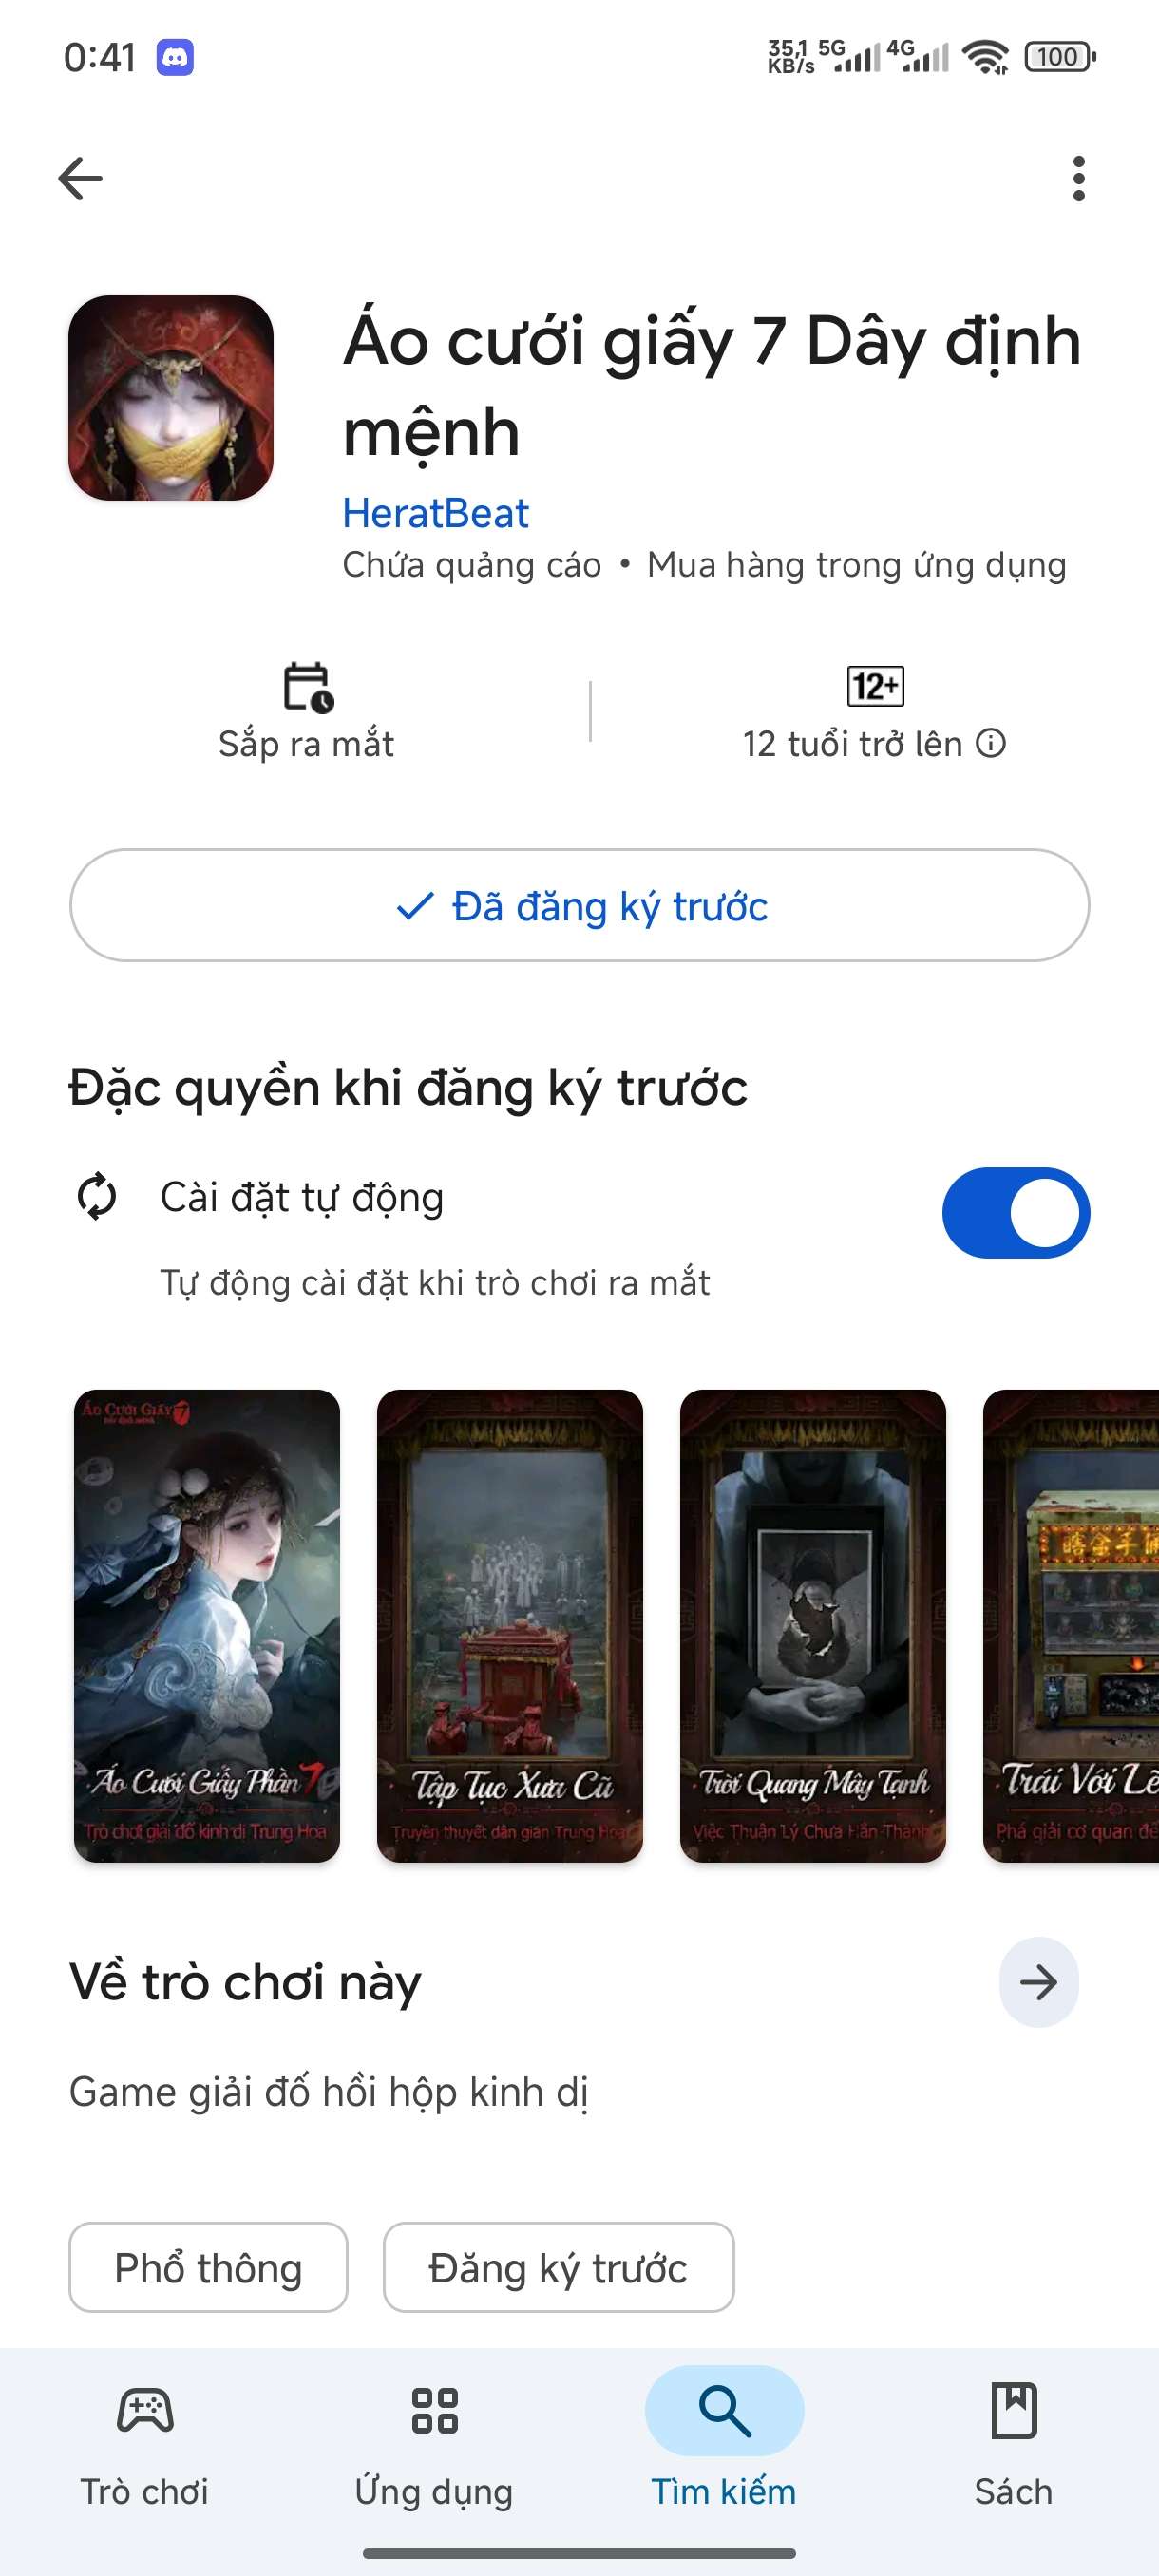 0:41
35,1 KB/s 5G 4G 100
Áo cưới giấy 7 Dây định
mệnh
HeratBeat
Chứa quảng cáo • Mua hàng trong ứng dụng
12+
Sắp ra mắt
12 tuổi trở lên
Đã đăng ký trước
Đặc quyền khi đăng ký trước
Cài đặt tự động
Tự động cài đặt khi trò chơi ra mắt
Áo Cưới Giấy 7
Áo Cưới Giấy Phần 7
Trò chơi giải đố kinh dị Trung Hoa
Tập Tục Xưa Cũ
Truyền thuyết dân gian Trung Hoa
Trời Quang Mây Tạnh
Việc Thuận Lý Chưa Hẳn Thành
Trái Với Lẽ
Phá giải cơ quan để
Về trò chơi này
Game giải đố hồi hộp kinh dị
Phổ thông
Đăng ký trước
Trò chơi
Ứng dụng
Tìm kiếm
Sách